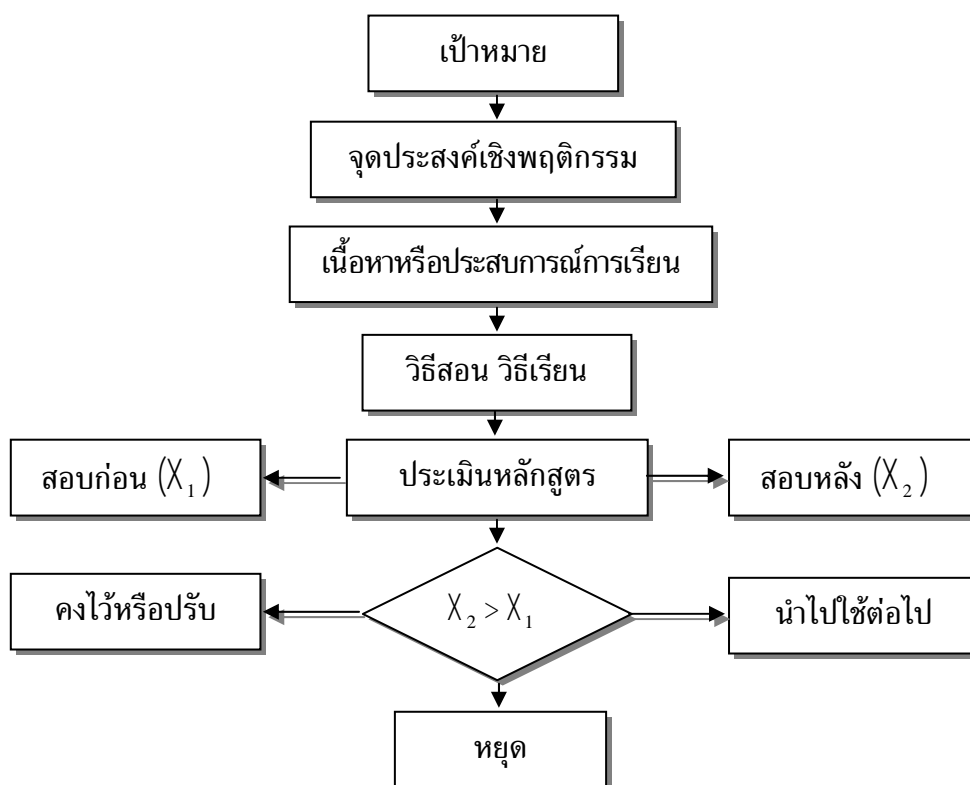 เป้าหมาย
จุดประสงค์เชิงพฤติกรรม
เนื้อหาหรือประสบการณ์การเรียน
วิธีสอน วิธีเรียน
สอบก่อน (X₁)
ประเมินหลักสูตร
สอบหลัง (X₂)
คงไว้หรือปรับ
X₂ > X₁
นำไปใช้ต่อไป
หยุด